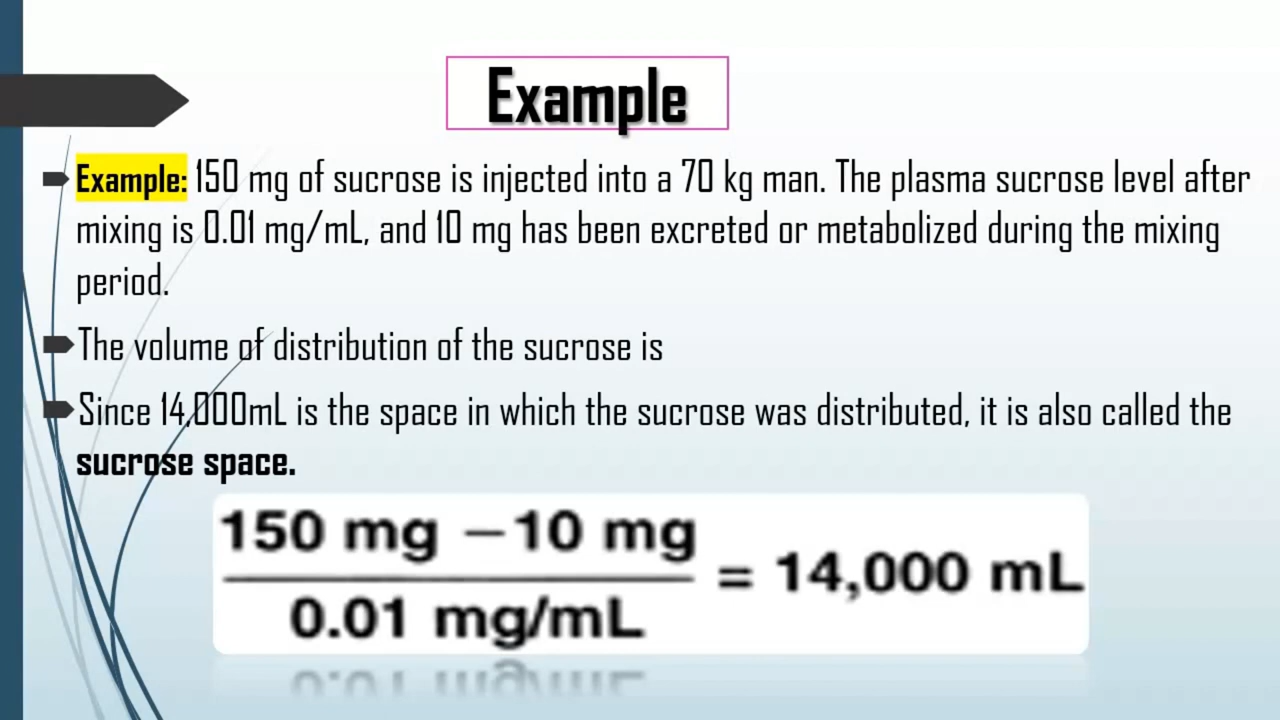 Example
Example: 150 mg of sucrose is injected into a 70 kg man. The plasma sucrose level after
mixing is 0.01 mg/mL, and 10 mg has been excreted or metabolized during the mixing
period.
The volume of distribution of the sucrose is
Since 14,000mL is the space in which the sucrose was distributed, it is also called the
sucrose space.
150 mg – 10 mg
= 14,000 mL
0.01 mg/mL